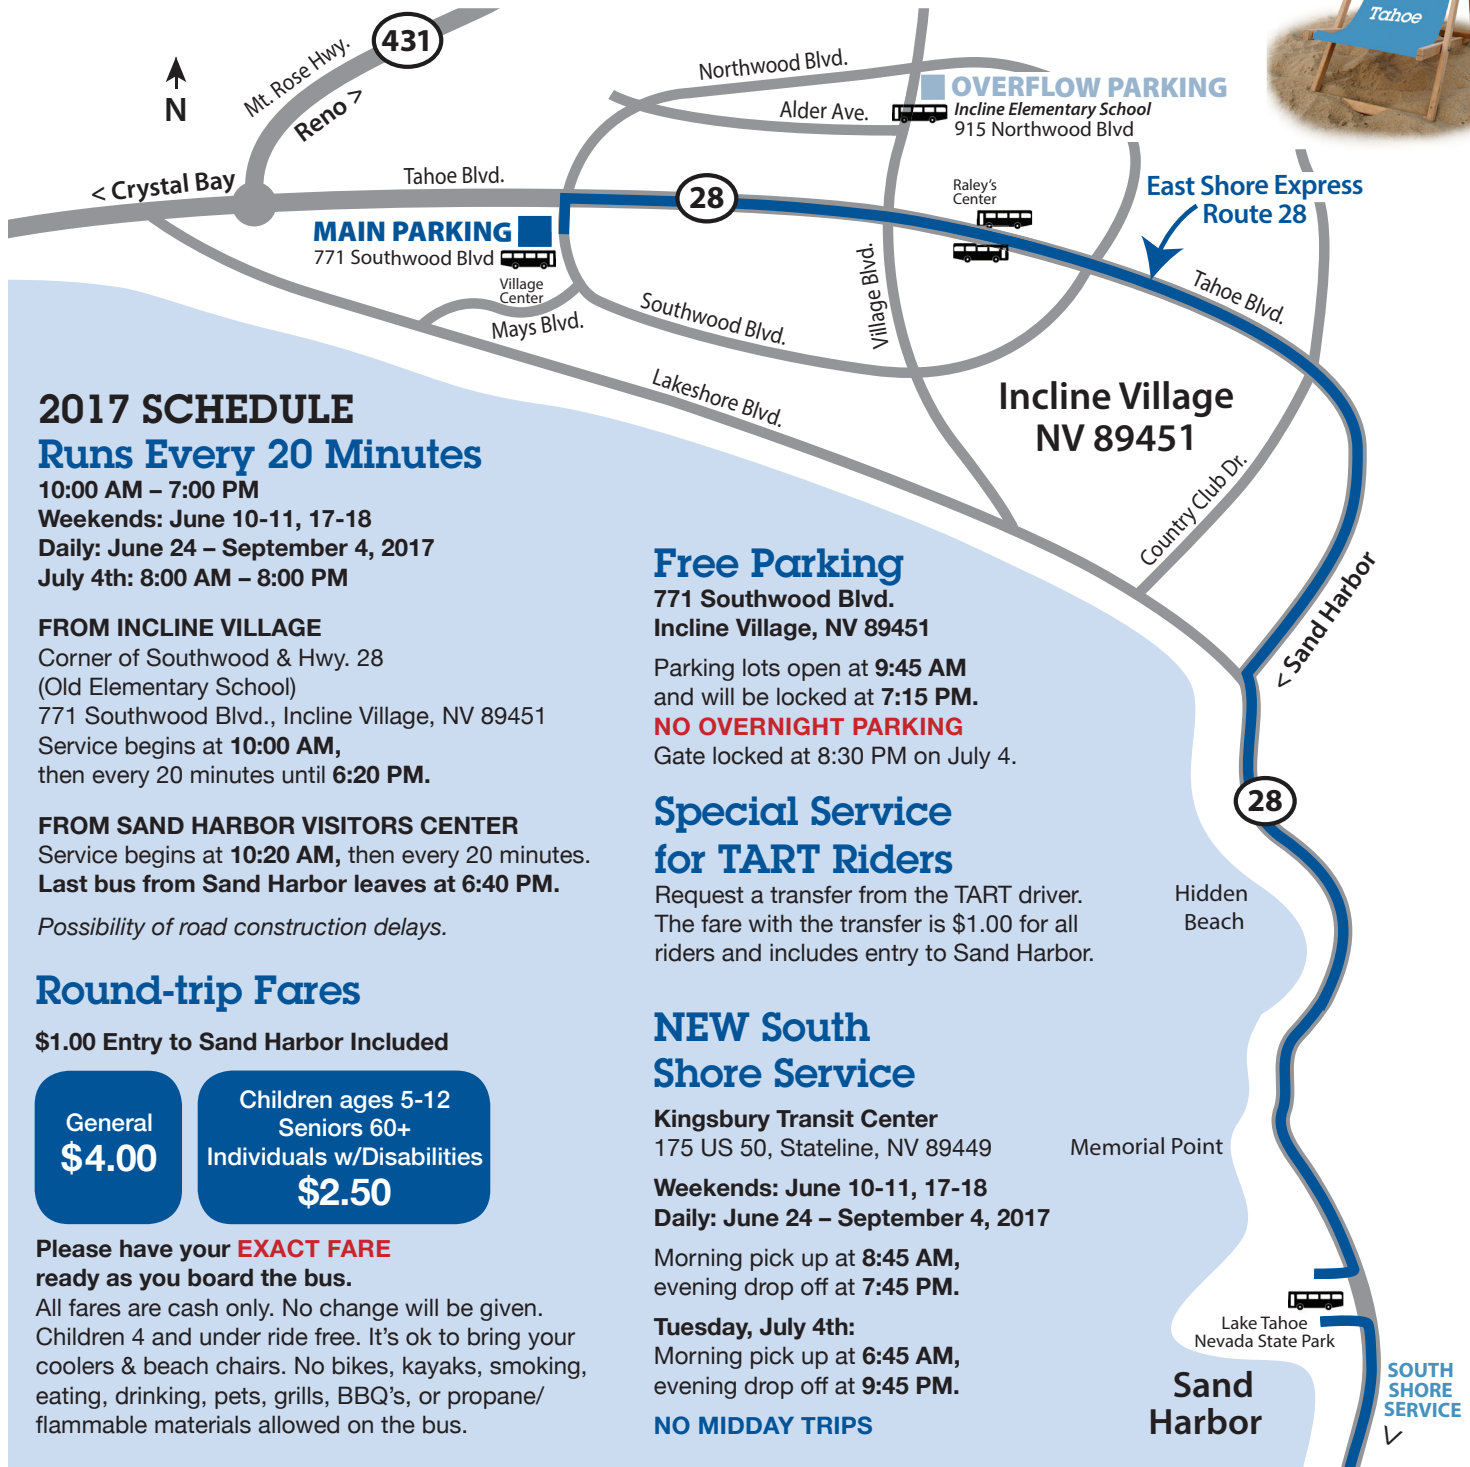 Tahoe
431
Mt. Rose Hwy.
Reno >
N
Northwood Blvd.
OVERFLOW PARKING
Incline Elementary School
915 Northwood Blvd
Alder Ave.
< Crystal Bay
Tahoe Blvd.
28
Raley's
Center
East Shore Express
Route 28
MAIN PARKING
771 Southwood Blvd
Village
Center
Mays Blvd.
Southwood Blvd.
Village Blvd.
Tahoe Blvd.
Lakeshore Blvd.
Incline Village
NV 89451
Country Club Dr.
< Sand Harbor
2017 SCHEDULE
Runs Every 20 Minutes
10:00 AM – 7:00 PM
Weekends: June 10-11, 17-18
Daily: June 24 – September 4, 2017
July 4th: 8:00 AM – 8:00 PM
FROM INCLINE VILLAGE
Corner of Southwood & Hwy. 28
(Old Elementary School)
771 Southwood Blvd., Incline Village, NV 89451
Service begins at 10:00 AM,
then every 20 minutes until 6:20 PM.
FROM SAND HARBOR VISITORS CENTER
Service begins at 10:20 AM, then every 20 minutes.
Last bus from Sand Harbor leaves at 6:40 PM.
Possibility of road construction delays.
Round-trip Fares
$1.00 Entry to Sand Harbor Included
General
$4.00
Children ages 5-12
Seniors 60+
Individuals w/Disabilities
$2.50
Please have your EXACT FARE
ready as you board the bus.
All fares are cash only. No change will be given.
Children 4 and under ride free. It's ok to bring your
coolers & beach chairs. No bikes, kayaks, smoking,
eating, drinking, pets, grills, BBQ's, or propane/
flammable materials allowed on the bus.
Free Parking
771 Southwood Blvd.
Incline Village, NV 89451
Parking lots open at 9:45 AM
and will be locked at 7:15 PM.
NO OVERNIGHT PARKING
Gate locked at 8:30 PM on July 4.
Special Service
for TART Riders
Request a transfer from the TART driver.
The fare with the transfer is $1.00 for all
riders and includes entry to Sand Harbor.
NEW South
Shore Service
Kingsbury Transit Center
175 US 50, Stateline, NV 89449
Weekends: June 10-11, 17-18
Daily: June 24 – September 4, 2017
Morning pick up at 8:45 AM,
evening drop off at 7:45 PM.
Tuesday, July 4th:
Morning pick up at 6:45 AM,
evening drop off at 9:45 PM.
NO MIDDAY TRIPS
28
Hidden
Beach
Memorial Point
Lake Tahoe
Nevada State Park
Sand
Harbor
SOUTH
SHORE
SERVICE
>